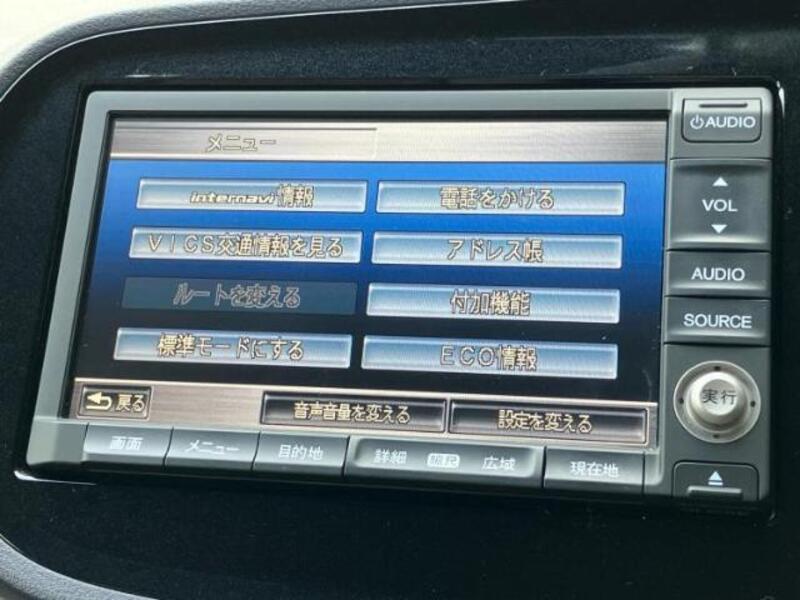 メニュー
internavi情報
電話をかける
VICS交通情報を見る
アドレス帳
ルートを変える
付加機能
標準モードにする
ECO情報
戻る
音声音量を変える
設定を変える
画面
メニュー
目的地
詳細
縮尺
広域
現在地
AUDIO
VOL
AUDIO
SOURCE
実行